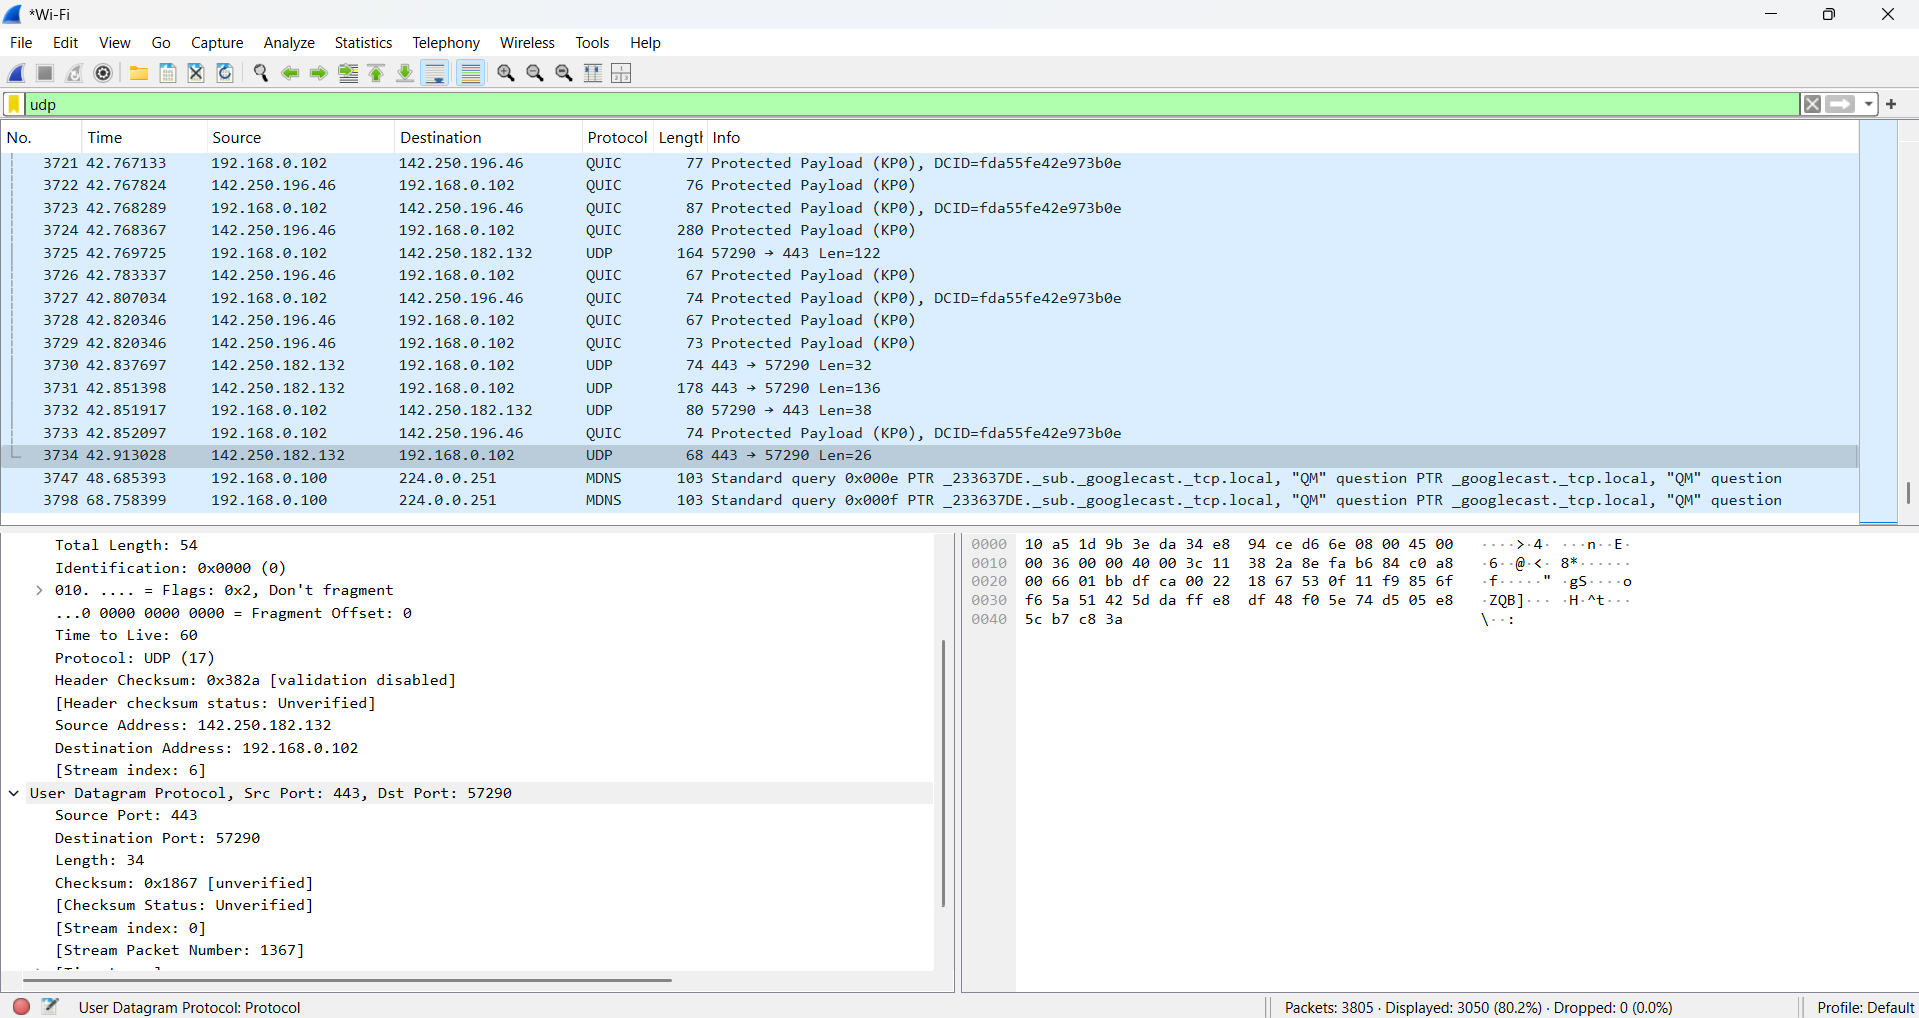 *Wi-Fi
File Edit View Go Capture Analyze Statistics Telephony Wireless Tools Help
udp
No. Time Source Destination Protocol Length Info
3721 42.767133 192.168.0.102 142.250.196.46 QUIC 77 Protected Payload (KP0), DCID=fda55fe42e973b0e
3722 42.767824 142.250.196.46 192.168.0.102 QUIC 76 Protected Payload (KP0)
3723 42.768289 192.168.0.102 142.250.196.46 QUIC 87 Protected Payload (KP0), DCID=fda55fe42e973b0e
3724 42.768367 142.250.196.46 192.168.0.102 QUIC 280 Protected Payload (KP0)
3725 42.769725 192.168.0.102 142.250.182.132 UDP 164 57290 → 443 Len=122
3726 42.783337 142.250.196.46 192.168.0.102 QUIC 67 Protected Payload (KP0)
3727 42.807034 192.168.0.102 142.250.196.46 QUIC 74 Protected Payload (KP0), DCID=fda55fe42e973b0e
3728 42.820346 142.250.196.46 192.168.0.102 QUIC 67 Protected Payload (KP0)
3729 42.820346 142.250.196.46 192.168.0.102 QUIC 73 Protected Payload (KP0)
3730 42.837697 142.250.182.132 192.168.0.102 UDP 74 443 → 57290 Len=32
3731 42.851398 142.250.182.132 192.168.0.102 UDP 178 443 → 57290 Len=136
3732 42.851917 192.168.0.102 142.250.182.132 UDP 80 57290 → 443 Len=38
3733 42.852097 192.168.0.102 142.250.196.46 QUIC 74 Protected Payload (KP0), DCID=fda55fe42e973b0e
3734 42.913028 142.250.182.132 192.168.0.102 UDP 68 443 → 57290 Len=26
3747 48.685393 192.168.0.100 224.0.0.251 MDNS 103 Standard query 0x000e PTR _233637DE._sub._googlecast._tcp.local, "QM" question PTR _googlecast._tcp.local, "QM" question
3798 68.758399 192.168.0.100 224.0.0.251 MDNS 103 Standard query 0x000f PTR _233637DE._sub._googlecast._tcp.local, "QM" question PTR _googlecast._tcp.local, "QM" question
Total Length: 54
Identification: 0x0000 (0)
010. .... = Flags: 0x2, Don't fragment
...0 0000 0000 0000 = Fragment Offset: 0
Time to Live: 60
Protocol: UDP (17)
Header Checksum: 0x382a [validation disabled]
[Header checksum status: Unverified]
Source Address: 142.250.182.132
Destination Address: 192.168.0.102
[Stream index: 6]
User Datagram Protocol, Src Port: 443, Dst Port: 57290
Source Port: 443
Destination Port: 57290
Length: 34
Checksum: 0x1867 [unverified]
[Checksum Status: Unverified]
[Stream index: 0]
[Stream Packet Number: 1367]
0000 10 a5 1d 9b 3e da 34 e8 94 ce d6 6e 08 00 45 00 ····>·4· ···n··E·
0010 00 36 00 00 40 00 3c 11 38 2a 8e fa b6 84 c0 a8 ·6··@·<· 8*······
0020 00 66 01 bb df ca 00 22 18 67 53 0f 11 f9 85 6f ·f·····" ·gS····o
0030 f6 5a 51 42 5d da ff e8 df 48 f0 5e 74 d5 05 e8 ·ZQB]··· ·H·^t···
0040 5c b7 c8 3a \··:
User Datagram Protocol: Protocol
Packets: 3805 · Displayed: 3050 (80.2%) · Dropped: 0 (0.0%)
Profile: Default